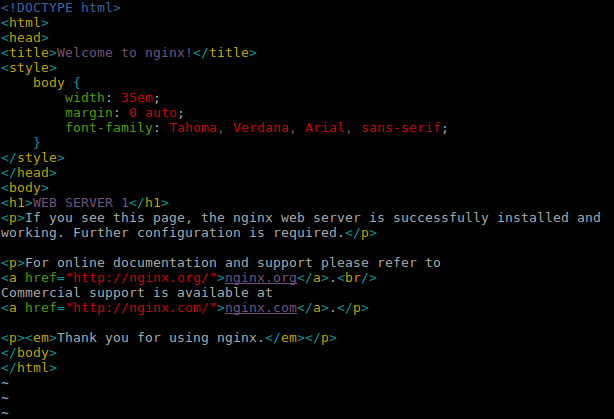 <!DOCTYPE html>
<html>
<head>
<title>Welcome to nginx!</title>
<style>
    body {
        width: 35em;
        margin: 0 auto;
        font-family: Tahoma, Verdana, Arial, sans-serif;
    }
</style>
</head>
<body>
<h1>WEB SERVER 1</h1>
<p>If you see this page, the nginx web server is successfully installed and
working. Further configuration is required.</p>

<p>For online documentation and support please refer to
<a href="http://nginx.org/">nginx.org</a>.<br/>
Commercial support is available at
<a href="http://nginx.com/">nginx.com</a>.</p>

<p><em>Thank you for using nginx.</em></p>
</body>
</html>
~
~
~